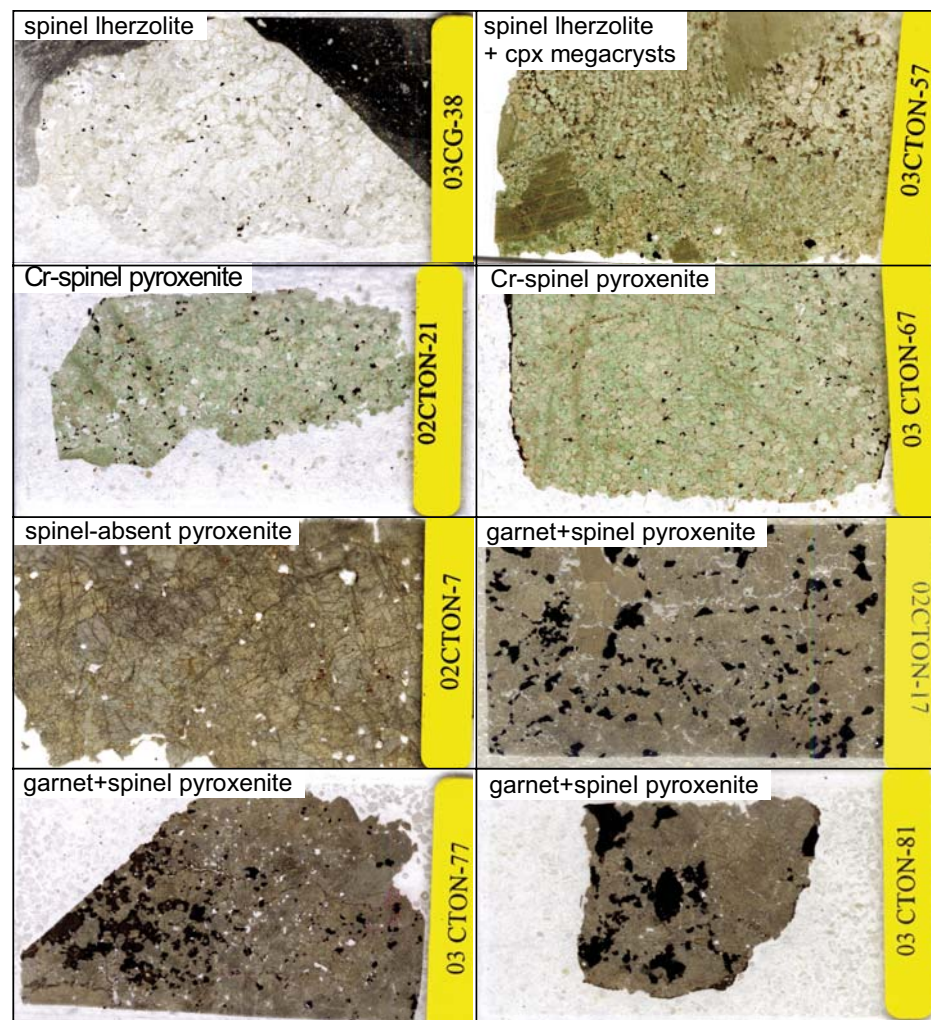 spinel lherzolite
03CG-38
spinel lherzolite
+ cpx megacrysts
03CTON-57
Cr-spinel pyroxenite
02CTON-21
Cr-spinel pyroxenite
03 CTON-67
spinel-absent pyroxenite
02CTON-7
garnet+spinel pyroxenite
02CTON-17
garnet+spinel pyroxenite
03 CTON-77
garnet+spinel pyroxenite
03 CTON-81